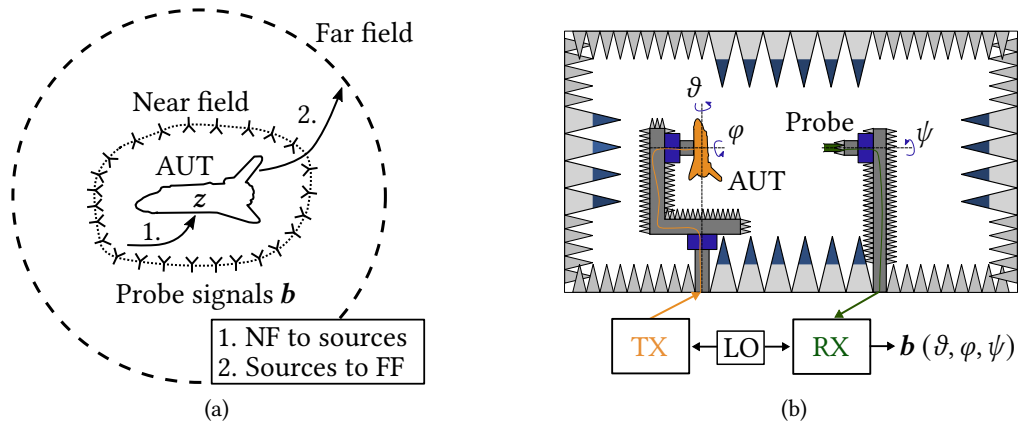 Far field
Near field
2.
AUT
z
1.
Probe signals b
1. NF to sources
2. Sources to FF
(a)
ϑ
φ
Probe
ψ
AUT
TX
LO
RX
b (ϑ, φ, ψ)
(b)